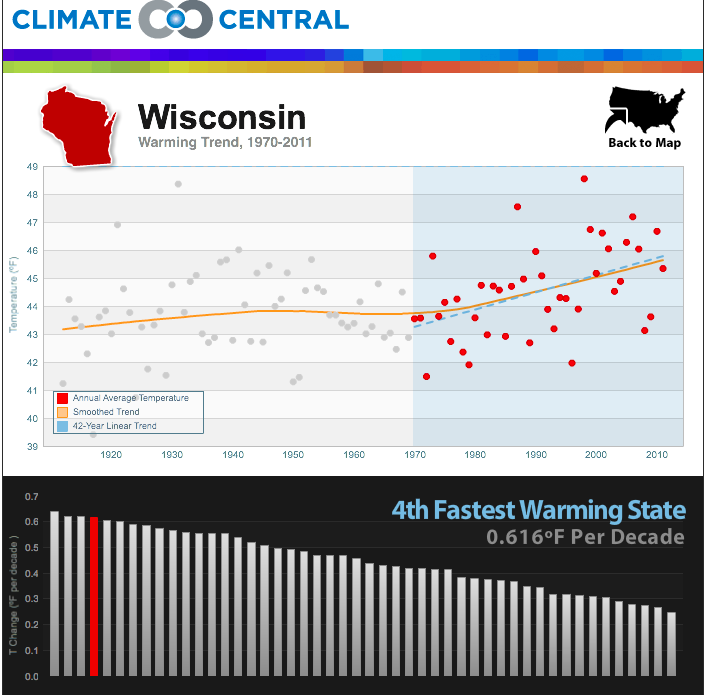 CLIMATE CENTRAL
Wisconsin
Warming Trend, 1970-2011
Back to Map
49
48
47
46
45
44
43
42
41
40
39
Temperature (°F)
Annual Average Temperature
Smoothed Trend
42-Year Linear Trend
1920 1930 1940 1950 1960 1970 1980 1990 2000 2010
4th Fastest Warming State
0.616ºF Per Decade
0.7
0.6
0.5
0.4
0.3
0.2
0.1
0.0
T Change (°F per decade )